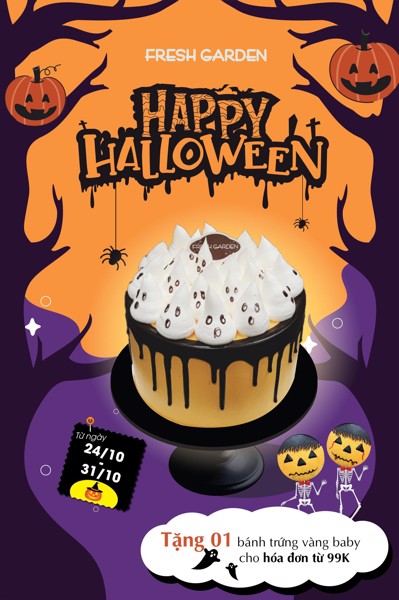 FRESH GARDEN
HAPPY
HALLOWEEN
FRESH GARDEN
Từ ngày
24/10
-
31/10
Tặng 01 bánh trứng vàng baby
cho hóa đơn từ 99K